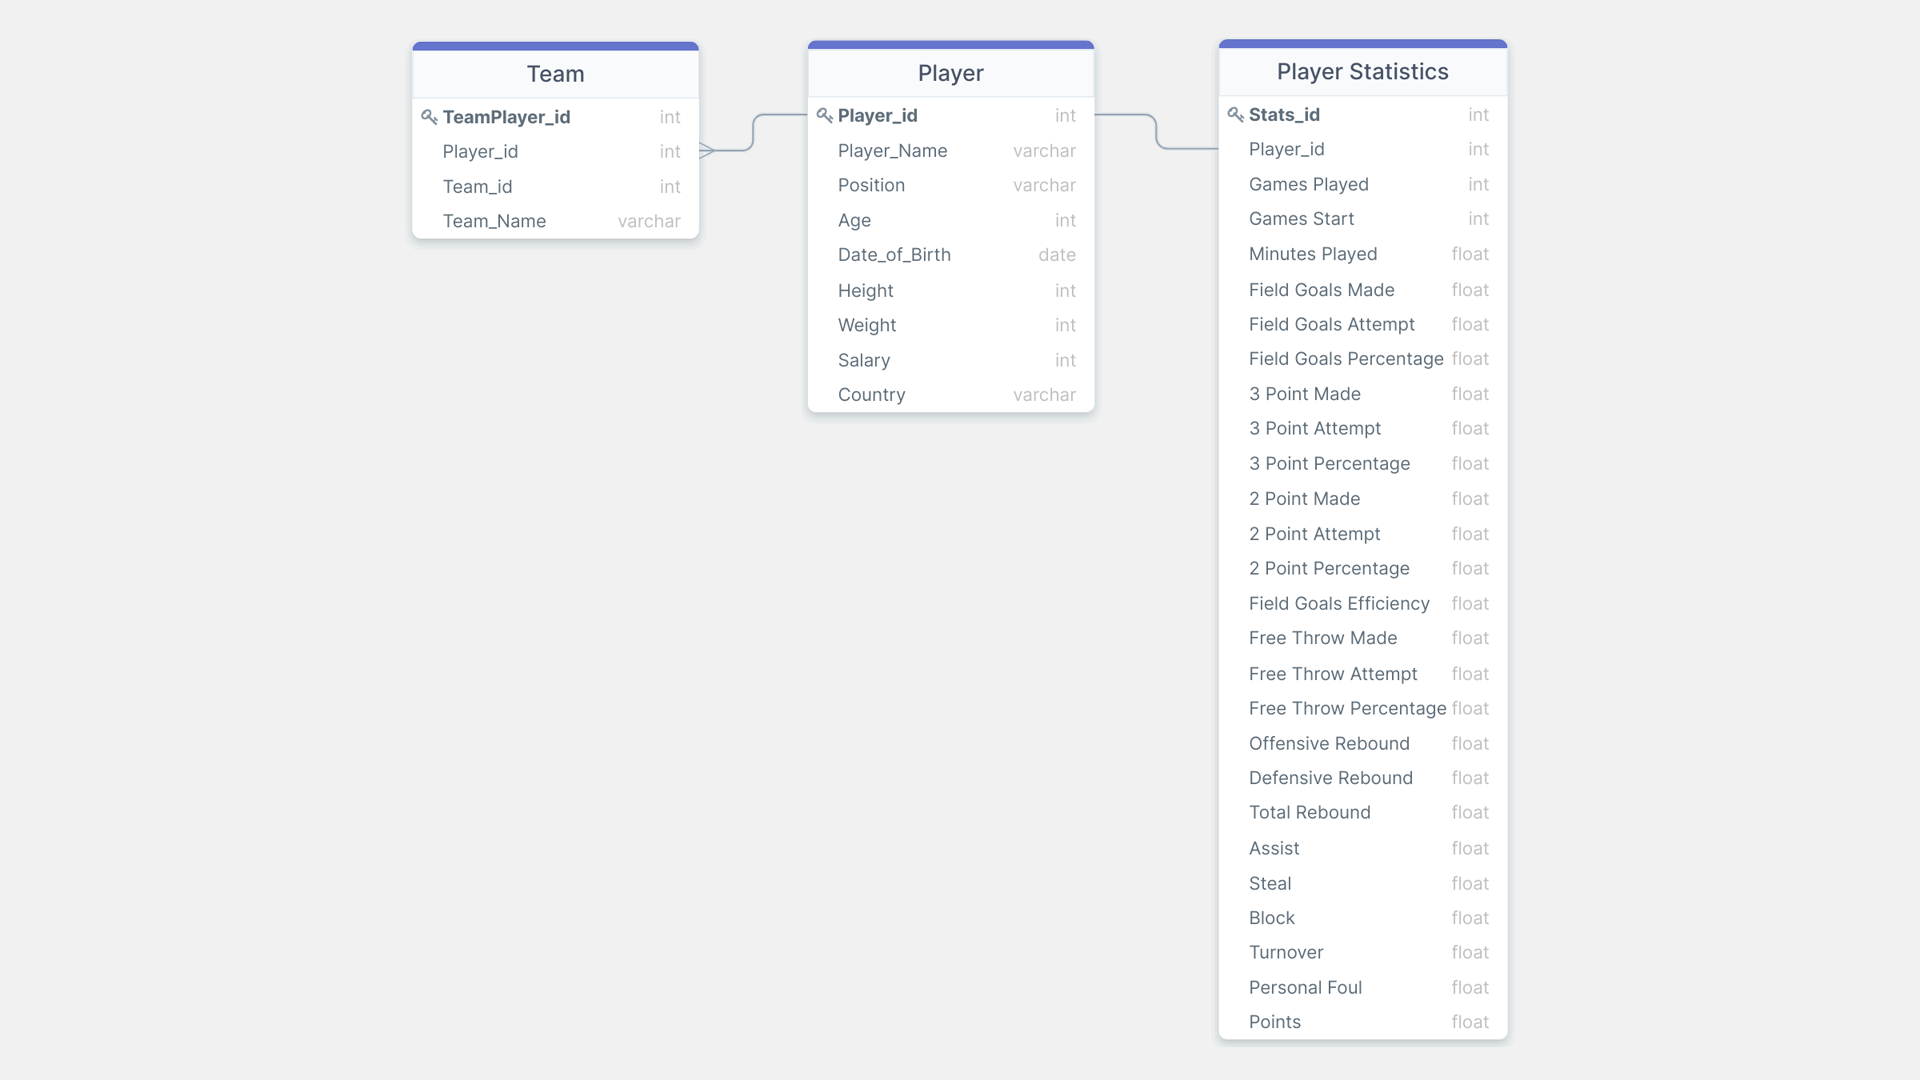 Team
TeamPlayer_id int
Player_id int
Team_id int
Team_Name varchar
Player
Player_id int
Player_Name varchar
Position varchar
Age int
Date_of_Birth date
Height int
Weight int
Salary int
Country varchar
Player Statistics
Stats_id int
Player_id int
Games Played int
Games Start int
Minutes Played float
Field Goals Made float
Field Goals Attempt float
Field Goals Percentage float
3 Point Made float
3 Point Attempt float
3 Point Percentage float
2 Point Made float
2 Point Attempt float
2 Point Percentage float
Field Goals Efficiency float
Free Throw Made float
Free Throw Attempt float
Free Throw Percentage float
Offensive Rebound float
Defensive Rebound float
Total Rebound float
Assist float
Steal float
Block float
Turnover float
Personal Foul float
Points float